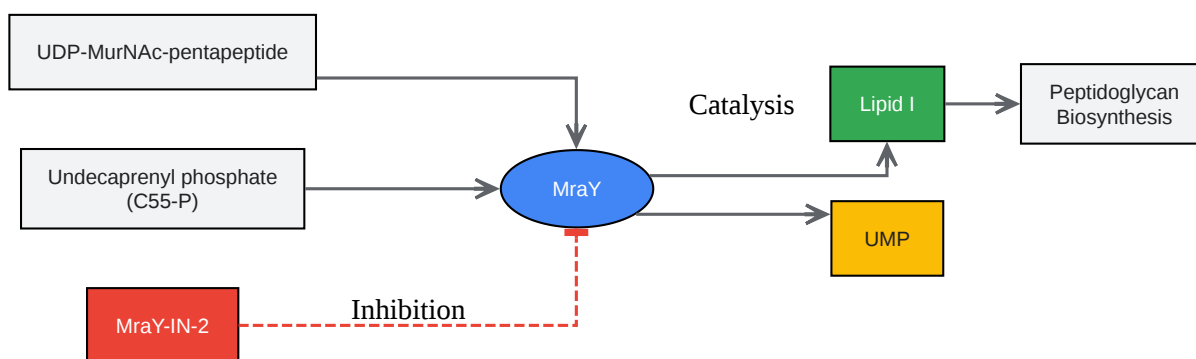 UDP-MurNAc-pentapeptide
Catalysis
Lipid I
Peptidoglycan
Biosynthesis
Undecaprenyl phosphate
(C55-P)
MraY
UMP
MraY-IN-2
Inhibition